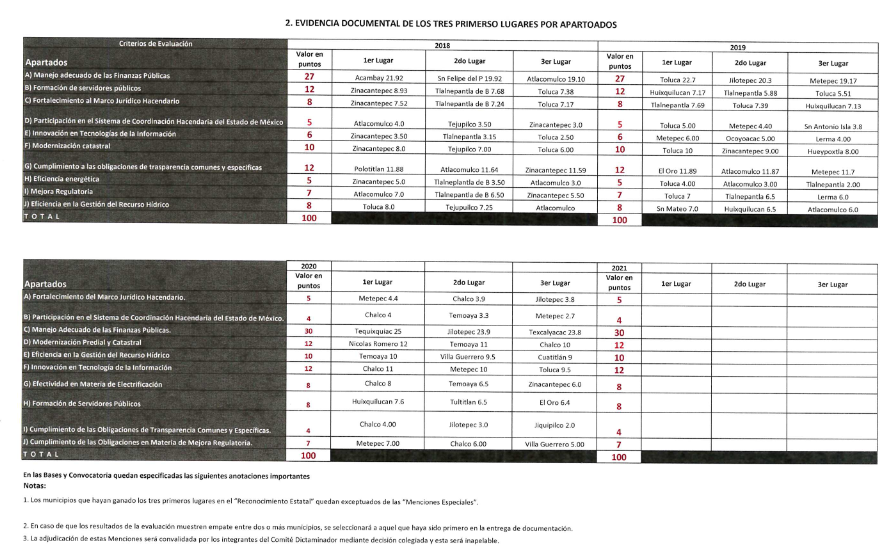 2. EVIDENCIA DOCUMENTAL DE LOS TRES PRIMERSO LUGARES POR APARTOADOS
Criterios de Evaluación 2018 2019
Apartados Valor en puntos 1er Lugar 2do Lugar 3er Lugar Valor en puntos 1er Lugar 2do Lugar 3er Lugar
A) Manejo adecuado de las Finanzas Públicas 27 Acambay 21.92 Sn Felipe del P 19.92 Atlacomulco 19.10 27 Toluca 22.7 Jilotepec 20.3 Metepec 19.17
B) Formación de servidores públicos 12 Zinacantepec 8.93 Tlalnepantla de B 7.68 Toluca 7.38 12 Huixquilucan 7.17 Tlalnepantla 5.88 Toluca 5.51
C) Fortalecimiento al Marco Jurídico Hacendario 8 Zinacantepec 7.52 Tlalnepantla de B 7.24 Toluca 7.17 8 Tlalnepantla 7.69 Toluca 7.39 Huixquilucan 7.13
D) Participación en el Sistema de Coordinación Hacendaria del Estado de México 5 Atlacomulco 4.0 Tejupilco 3.50 Zinacantepec 3.0 5 Toluca 5.00 Metepec 4.40 Sn Antonio Isla 3.8
E) Innovación en Tecnologías de la Información 6 Zinacantepec 3.50 Tlalnepantla 3.15 Toluca 2.50 6 Metepec 6.00 Ocoyoacac 5.00 Lerma 4.00
F) Modernización catastral 10 Zinacantepec 8.0 Tejupilco 7.00 Toluca 6.00 10 Toluca 10 Zinacantepec 9.00 Hueypoxtla 8.00
G) Cumplimiento a las obligaciones de trasparencia comunes y especificas 12 Polotitlan 11.88 Atlacomulco 11.64 Zinacantepec 11.59 12 El Oro 11.89 Atlacomulco 11.87 Metepec 11.7
H) Eficiencia energética 5 Zinacantepec 5.0 Tlalneplantla de B 3.50 Atlacomulco 3.0 5 Toluca 4.00 Atlacomulco 3.00 Tlalnepantla 2.00
I) Mejora Regulatoria 7 Atlacomulco 7.0 Tlalnepantla de B 6.50 Zinacantepec 5.50 7 Toluca 7 Tlalnepantla 6.5 Lerma 6.0
J) Eficiencia en la Gestión del Recurso Hídrico 8 Toluca 8.0 Tejupulico 7.25 Atlacomulco 8 Sn Mateo 7.0 Huixquilucan 6.5 Atlacomulco 6.0
T O T A L 100 100
2020 2021
Apartados Valor en puntos 1er Lugar 2do Lugar 3er Lugar Valor en puntos 1er Lugar 2do Lugar 3er Lugar
A) Fortalecimiento del Marco Jurídico Hacendario. 5 Metepec 4.4 Chalco 3.9 Jilotepec 3.8 5
B) Participación en el Sistema de Coordinación Hacendaria del Estado de México. 4 Chalco 4 Temoaya 3.3 Metepec 2.7 4
C) Manejo Adecuado de las Finanzas Públicas. 30 Tequixquiac 25 Jilotepec 23.9 Texcalyacac 23.8 30
D) Modernización Predial y Catastral 12 Nicolas Romero 12 Temoaya 11 Chalco 10 12
E) Eficiencia en la Gestión del Recurso Hídrico 10 Temoaya 10 Villa Guerrero 9.5 Cuatitlán 9 10
F) Innovación en Tecnología de la Información 12 Chalco 11 Metepec 10 Toluca 9.5 12
G) Efectividad en Materia de Electrificación 8 Chalco 8 Temoaya 6.5 Zinacantepec 6.0 8
H) Formación de Servidores Públicos 8 Huixquilucan 7.6 Tultitlan 6.5 El Oro 6.4 8
I) Cumplimiento de las Obligaciones de Transparencia Comunes y Específicas. 4 Chalco 4.00 Jilotepec 3.0 Jiquipilco 2.0 4
J) Cumplimiento de las Obligaciones en Materia de Mejora Regulatoria. 7 Metepec 7.00 Chalco 6.00 Villa Guerrero 5.00 7
T O T A L 100 100
En las Bases y Convocatoria quedan especificadas las siguientes anotaciones importantes
Notas:
1. Los municipios que hayan ganado los tres primeros lugares en el "Reconocimiento Estatal" quedan exceptuados de las "Menciones Especiales".
2. En caso de que los resultados de la evaluación muestren empate entre dos o más municipios, se seleccionará a aquel que haya sido primero en la entrega de documentación.
3. La adjudicación de estas Menciones será convalidada por los integrantes del Comité Dictaminador mediante decisión colegiada y esta será inapelable.